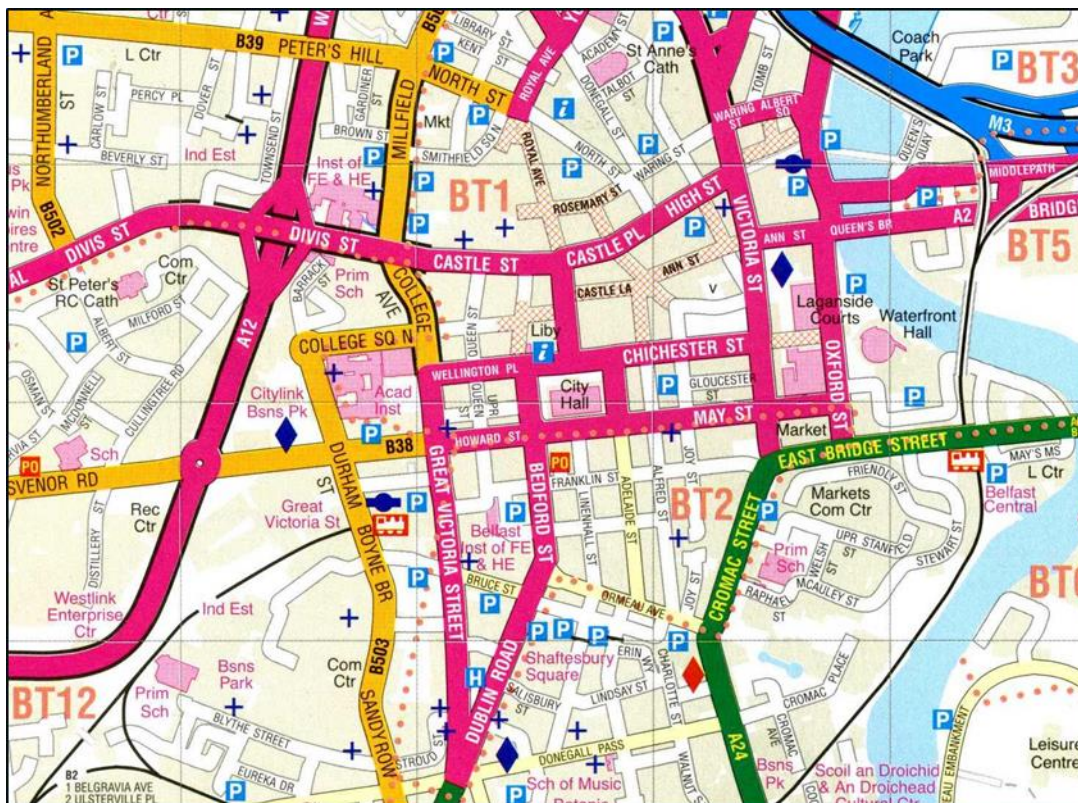 B39 PETER'S HILL
LIBRARY ST
KENT ST
NORTH ST
ROYAL AVE
ACADEMY ST
St Anne's
Cath
TALBOT ST
DONEGALL ST
TOMB ST
Coach
Park
BT3
M3
NORTHUMBERLAND ST
L Ctr
PERCY PL
DOVER ST
GARDINER ST
CARLOW ST
BEVERLY ST
BROWN ST
TOWNSEND ST
Ind Est
Inst of
FE & HE
MILLFIELD
Mkt
SMITHFIELD SQ N
ROYAL AVE
NORTH ST
WARING ST
WARING ST
ALBERT SQ
QUEEN'S QUAY
MIDDLEPATH
BRIDG
BT1
ROSEMARY ST
HIGH ST
VICTORIA ST
ANN ST
QUEEN'S BR
A2
BT5
B502
DIVIS ST
DIVIS ST
CASTLE ST
CASTLE PL
ANN ST
CASTLE LA
St Peter's
RC Cath
Com
Ctr
BARRACK ST
Prim
Sch
COLLEGE AVE
MILFORD ST
ALBERT ST
A12
COLLEGE SQ N
QUEEN ST
Liby
CHICHESTER ST
Laganside
Courts
Waterfront
Hall
OXFORD ST
OSMAN ST
MCDONNELL ST
CULLINGTREE RD
Citylink
Bsns Pk
Acad
Inst
WELLINGTON PL
UPR QUEEN ST
City
Hall
GLOUCESTER ST
MAY ST
Market
EAST BRIDGE STREET
Sch
PO
SVENOR RD
B38
HOWARD ST
PO
FRANKLIN ST
JOY ST
FRIENDLY ST
MAY'S MS
L Ctr
Belfast
Central
Rec
Ctr
Great
Victoria St
DURHAM ST
GREAT VICTORIA STREET
BEDFORD ST
LINENHALL ST
ADELAIDE ST
ALFRED ST
BT2
CROMAC STREET
Markets
Com Ctr
UPR STANFIELD ST
STEWART ST
DISTILLERY ST
BOYNE BR
Belfast
Inst of FE
& HE
Prim
Sch
WELSH ST
MCAULEY ST
RAPHAEL ST
Westlink
Enterprise
Ctr
Ind Est
BRUCE ST
ORMEAU AVE
JOY ST
BT12
Prim
Sch
Bsns
Park
Com
Ctr
B503
SANDY ROW
H
DUBLIN ROAD
Shaftesbury
Square
SALISBURY ST
ERIN WY
LINDSAY ST
CHARLOTTE ST
CROMAC PLACE
CROMAC AVE
BLYTHE STREET
EUREKA DR
STROUD ST
DONEGALL PASS
Sch of Music
WALNUT S
A24
Bsns
Pk
Scoil an Droichid
& An Droichead
Cultural Ctr
EAU EMBANKMENT
Leisure
Centre
B2
1 BELGRAVIA AVE
2 ULSTERVILLE PL